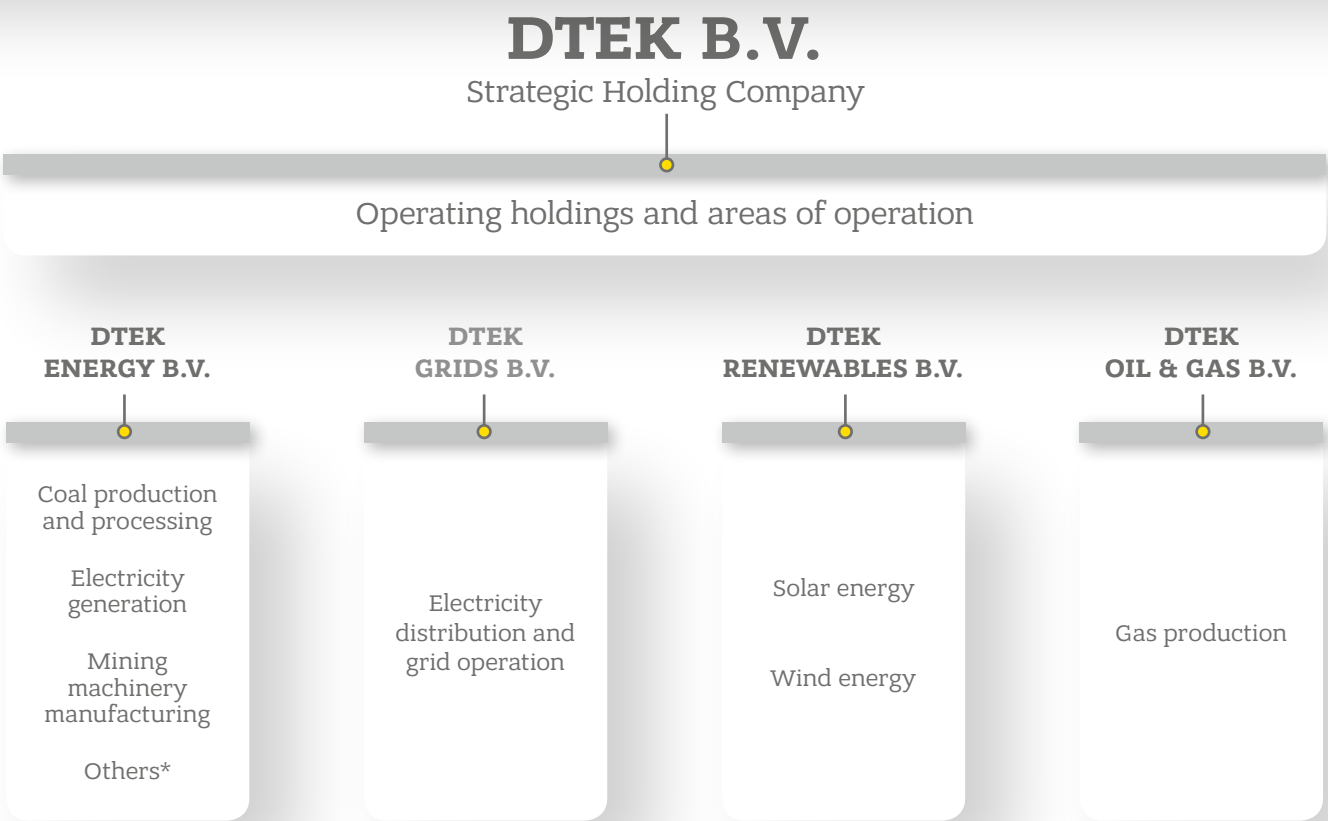 DTEK B.V.
Strategic Holding Company
Operating holdings and areas of operation
DTEK
ENERGY B.V.
Coal production
and processing
Electricity
generation
Mining
machinery
manufacturing
Others*
DTEK
GRIDS B.V.
Electricity
distribution and
grid operation
DTEK
RENEWABLES B.V.
Solar energy
Wind energy
DTEK
OIL & GAS B.V.
Gas production